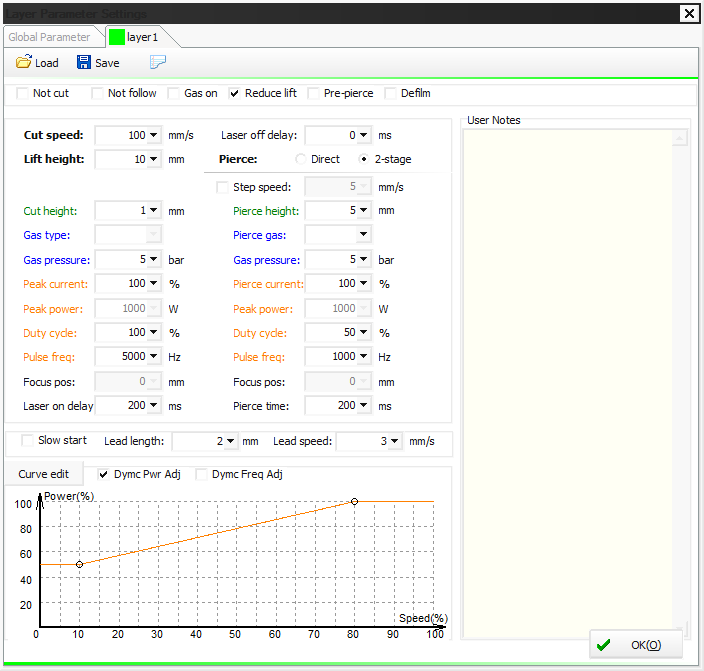 Layer Parameter Settings
Global Parameter layer1
Load Save
Not cut Not follow Gas on Reduce lift Pre-pierce Defilm
User Notes
Cut speed: 100 mm/s Laser off delay: 0 ms
Lift height: 10 mm Pierce: Direct 2-stage
Step speed: 5 mm/s
Cut height: 1 mm Pierce height: 5 mm
Gas type: Pierce gas:
Gas pressure: 5 bar Gas pressure: 5 bar
Peak current: 100 % Pierce current: 100 %
Peak power: 1000 W Peak power: 1000 W
Duty cycle: 100 % Duty cycle: 50 %
Pulse freq: 5000 Hz Pulse freq: 1000 Hz
Focus pos: 0 mm Focus pos: 0 mm
Laser on delay 200 ms Pierce time: 200 ms
Slow start Lead length: 2 mm Lead speed: 3 mm/s
Curve edit Dymc Pwr Adj Dymc Freq Adj
Power(%)
100
80
60
40
20
Speed(%)
0 10 20 30 40 50 60 70 80 90 100
OK(O)